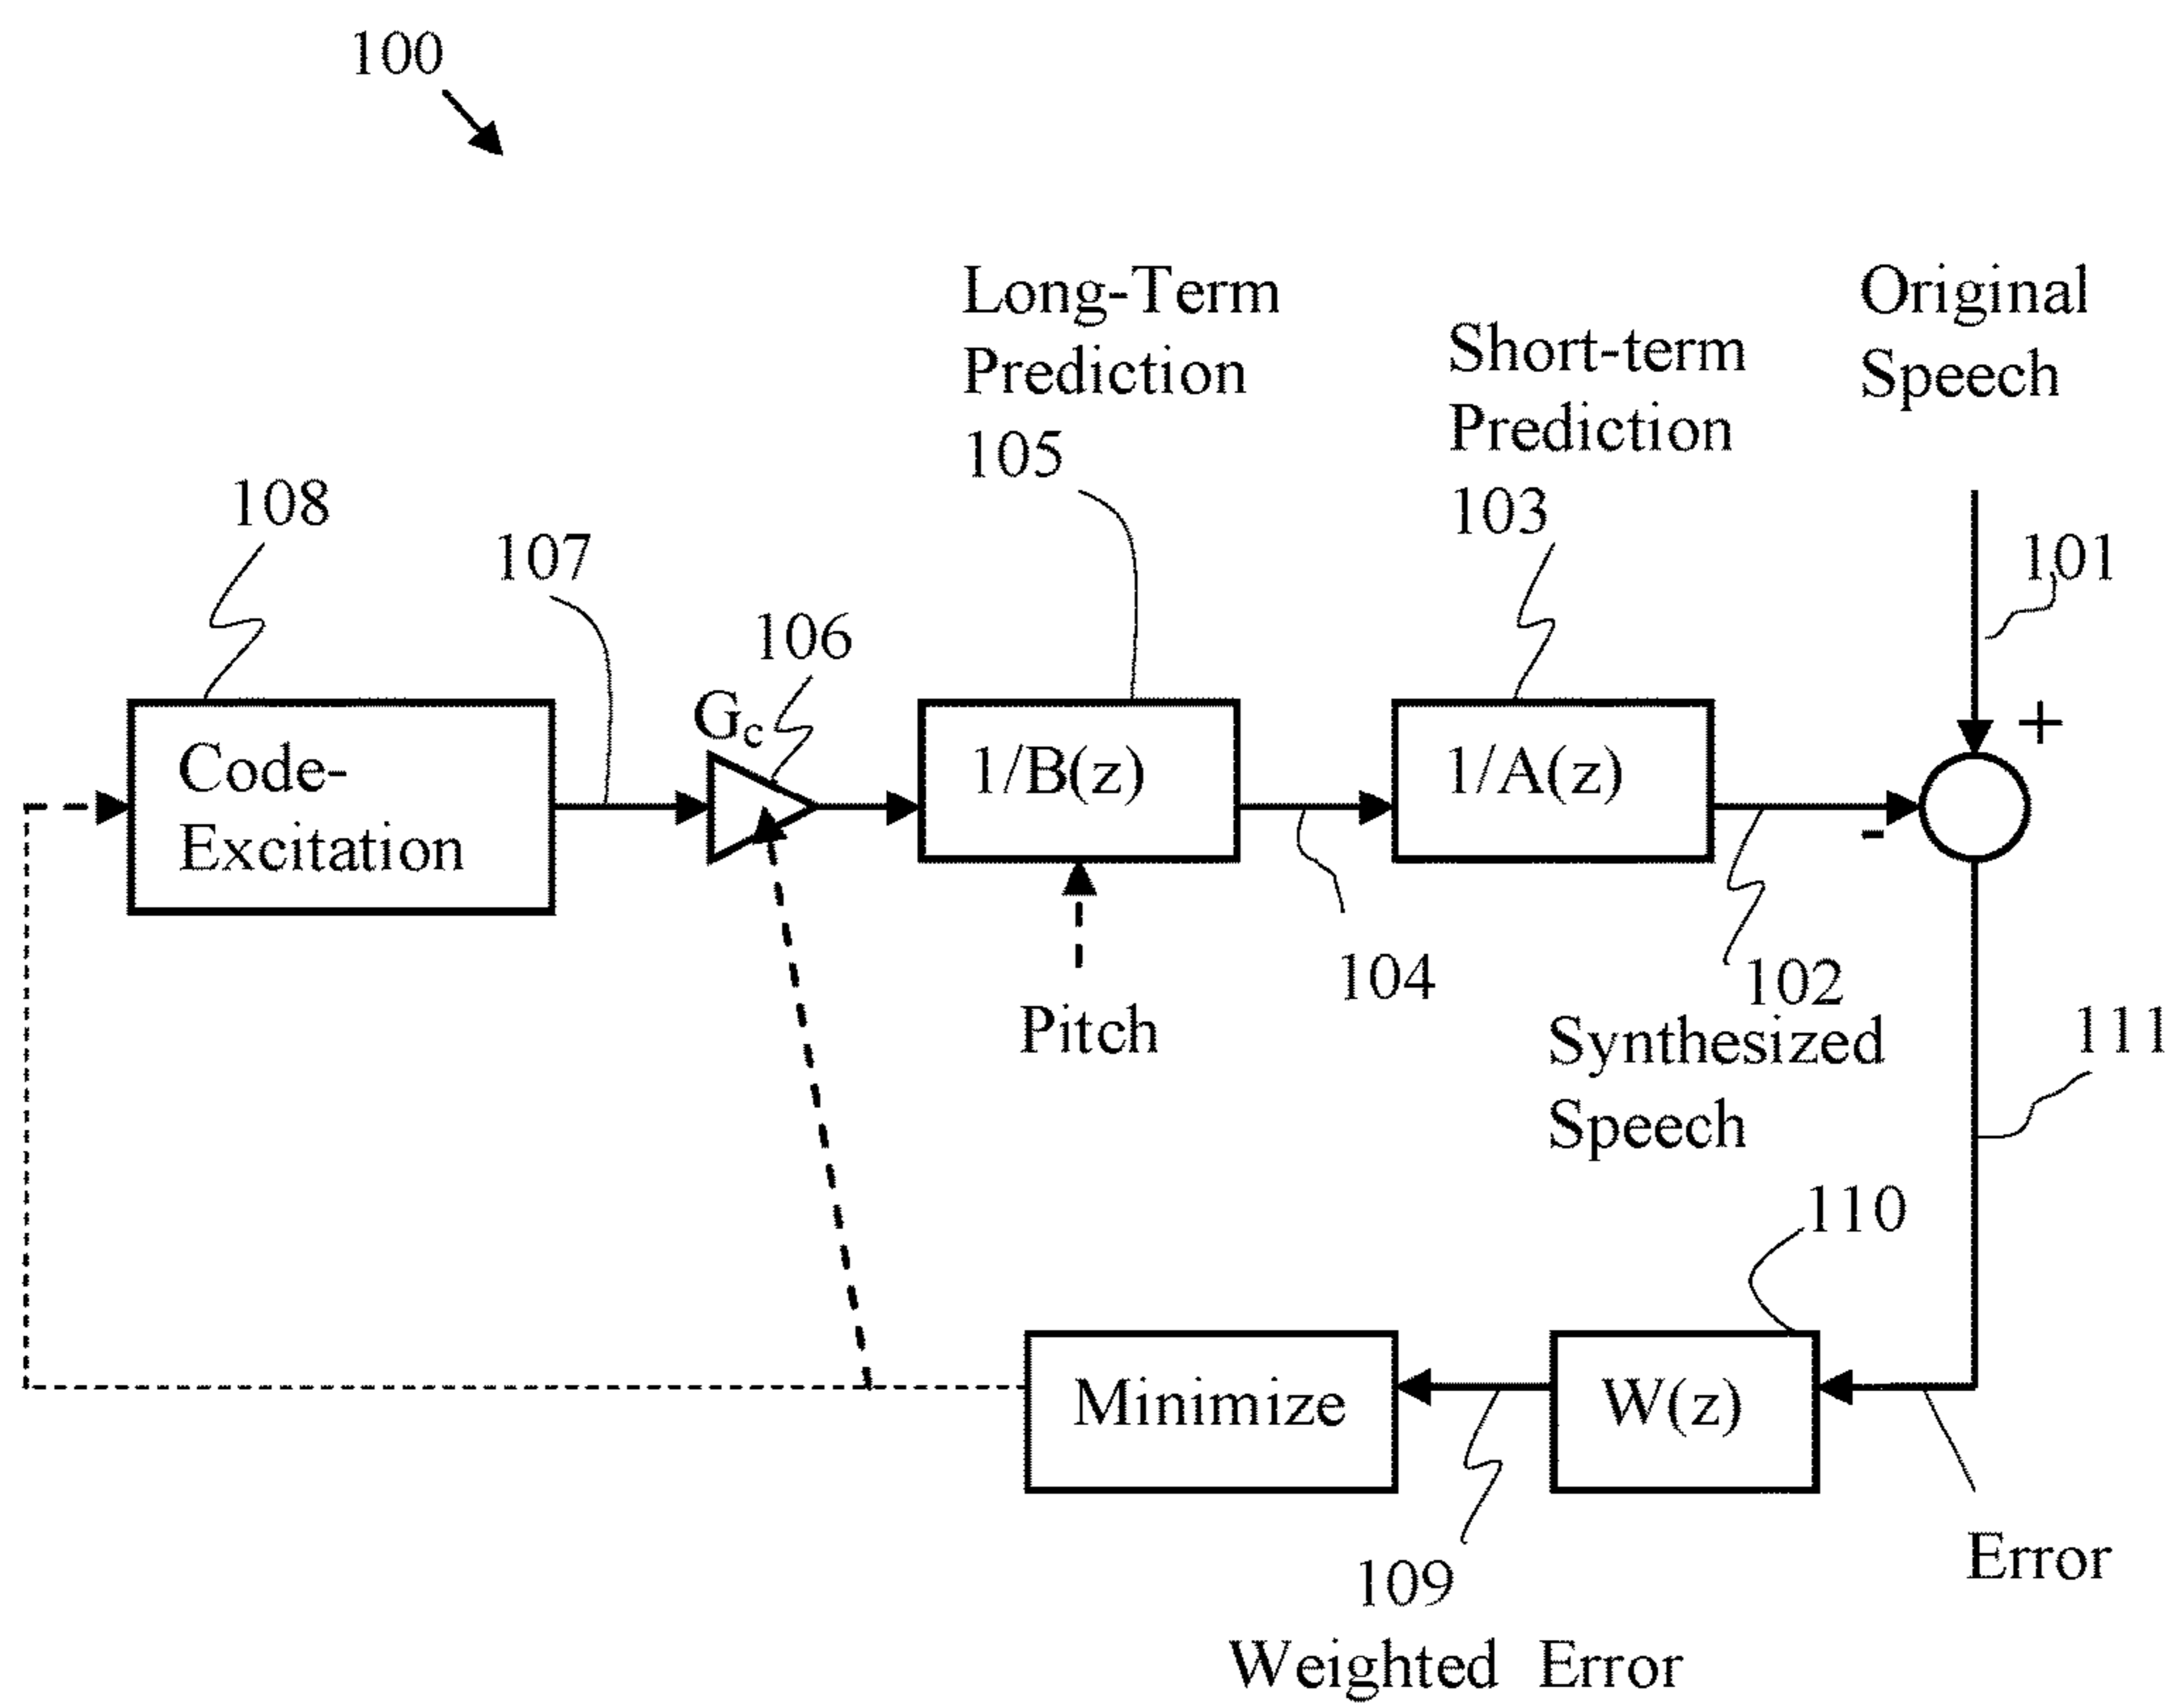 100
Long-Term
Prediction
105
Short-term
Prediction
103
Original
Speech
108
107
106
101
Gc
+
Code-
Excitation
1/B(z)
1/A(z)
-
Pitch
104
102
Synthesized
Speech
111
110
Minimize
W(z)
109
Weighted Error
Error